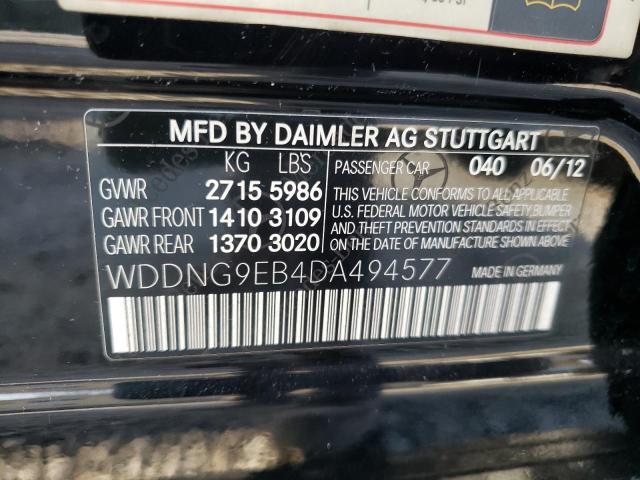 MFD BY DAIMLER AG STUTTGART
KG LB'S PASSENGER CAR 040 06/12
GVWR 2715 5986 THIS VEHICLE CONFORMS TO ALL APPLICABLE
GAWR FRONT 1410 3109 U.S. FEDERAL MOTOR VEHICLE SAFETY,BUMPER
AND THEFT PREVENTION STANDARDS IN EFFECT
GAWR REAR 1370 3020 ON THE DATE OF MANUFACTURE SHOWN ABOVE.
WDDNG9EB4DA494577 MADE IN GERMANY